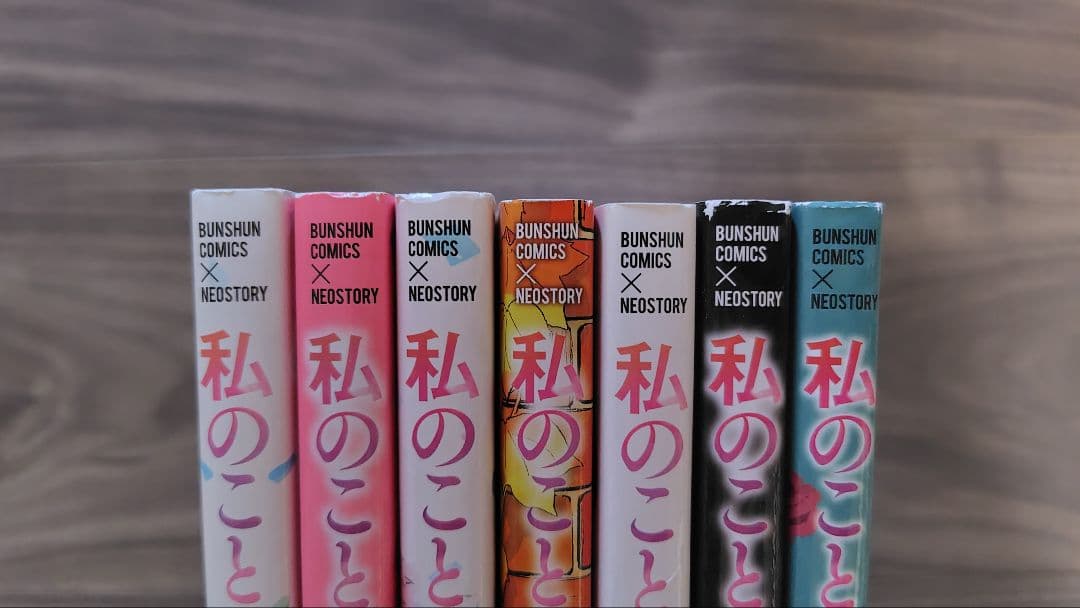 BUNSHUN
COMICS
×
NEOSTORY
私のこと
BUNSHUN
COMICS
×
NEOSTORY
私のこと
BUNSHUN
COMICS
×
NEOSTORY
私のこと
BUNSHUN
COMICS
×
NEOSTORY
私のこと
BUNSHUN
COMICS
×
NEOSTORY
私のこと
BUNSHUN
COMICS
×
NEOSTORY
私のこと
BUNSHUN
COMICS
×
NEOSTORY
私のこと